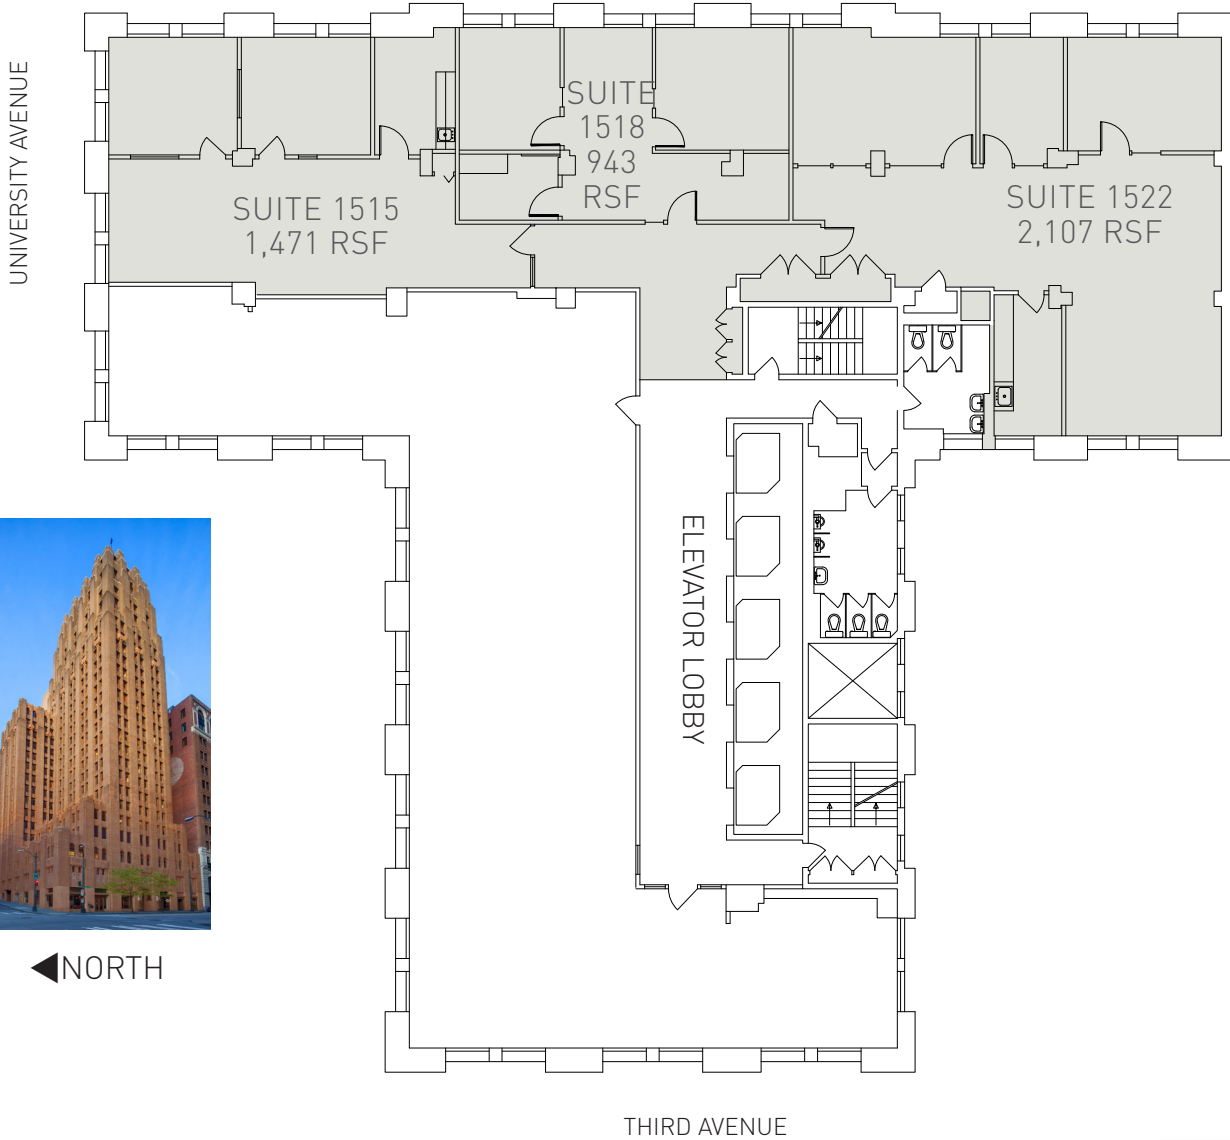 UNIVERSITY AVENUE
SUITE
1518
943
RSF
SUITE 1515
1,471 RSF
SUITE 1522
2,107 RSF
ELEVATOR LOBBY
NORTH
THIRD AVENUE